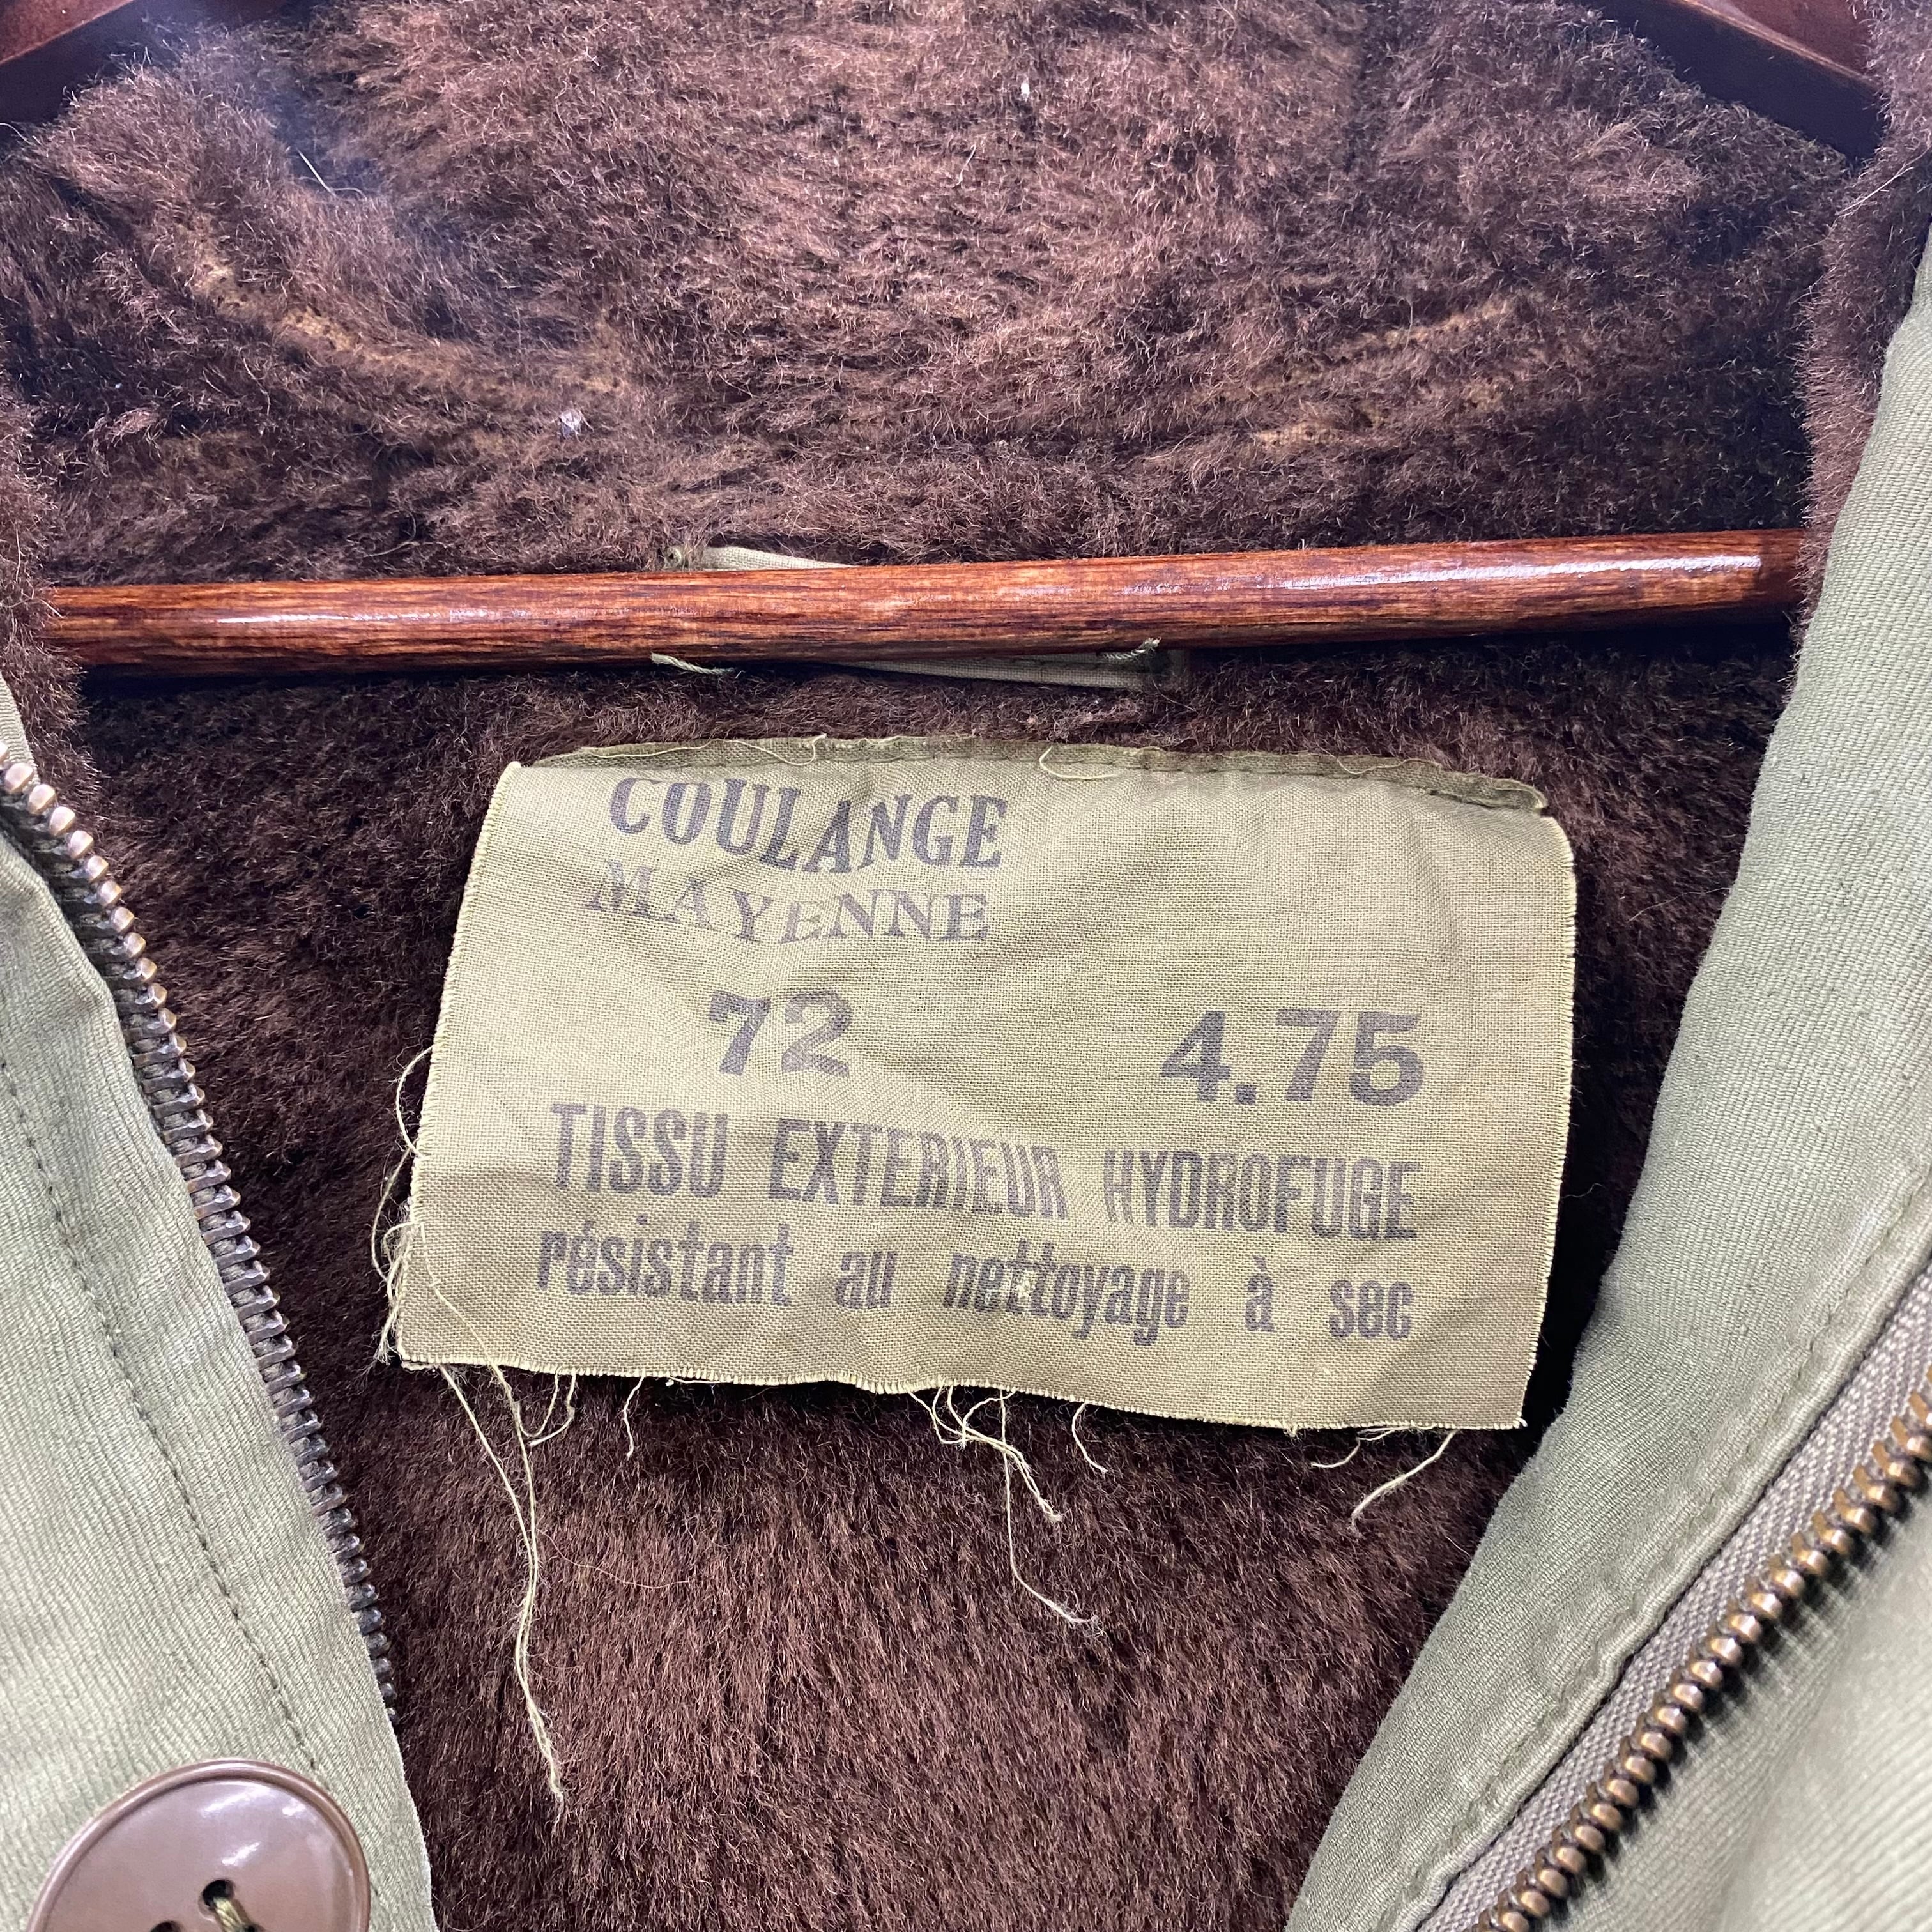 COULANGE
MAYENNE
72 4.75
TISSU EXTERIEUR HYDROFUGE
résistant au nettoyage à sec